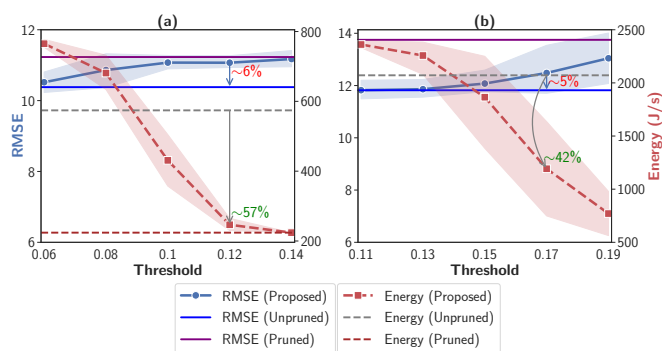 (a) (b)
12 800 14 2500
~6% ~5%
10 600 12 2000
RMSE Energy (J/s)
10 1500
8 400 ~42%
~57% 8 1000
6 200 6 500
0.06 0.08 0.1 0.12 0.14 0.11 0.13 0.15 0.17 0.19
Threshold Threshold
RMSE (Proposed) Energy (Proposed)
RMSE (Unpruned) Energy (Unpruned)
RMSE (Pruned) Energy (Pruned)